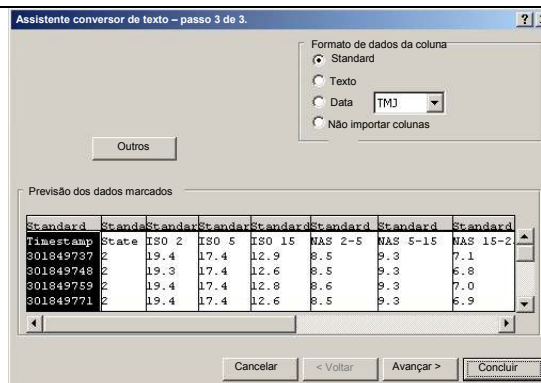 Assistente conversor de texto – passo 3 de 3.
Formato de dados da coluna
Standard
Texto
Data TMJ
Não importar colunas
Outros
Previsão dos dados marcados
Standard Standa Standar Standar Standard Standard Standard Standard
Timestamp State ISO 2 ISO 5 ISO 15 NAS 2-5 NAS 5-15 NAS 15-2
301849737 2 19.4 17.4 12.9 8.5 9.3 7.1
301849748 2 19.3 17.4 12.6 8.5 9.3 6.8
301849759 2 19.4 17.4 12.8 8.6 9.3 7.0
301849771 2 19.4 17.4 12.6 8.5 9.3 6.9
Cancelar < Voltar Avançar > Concluir